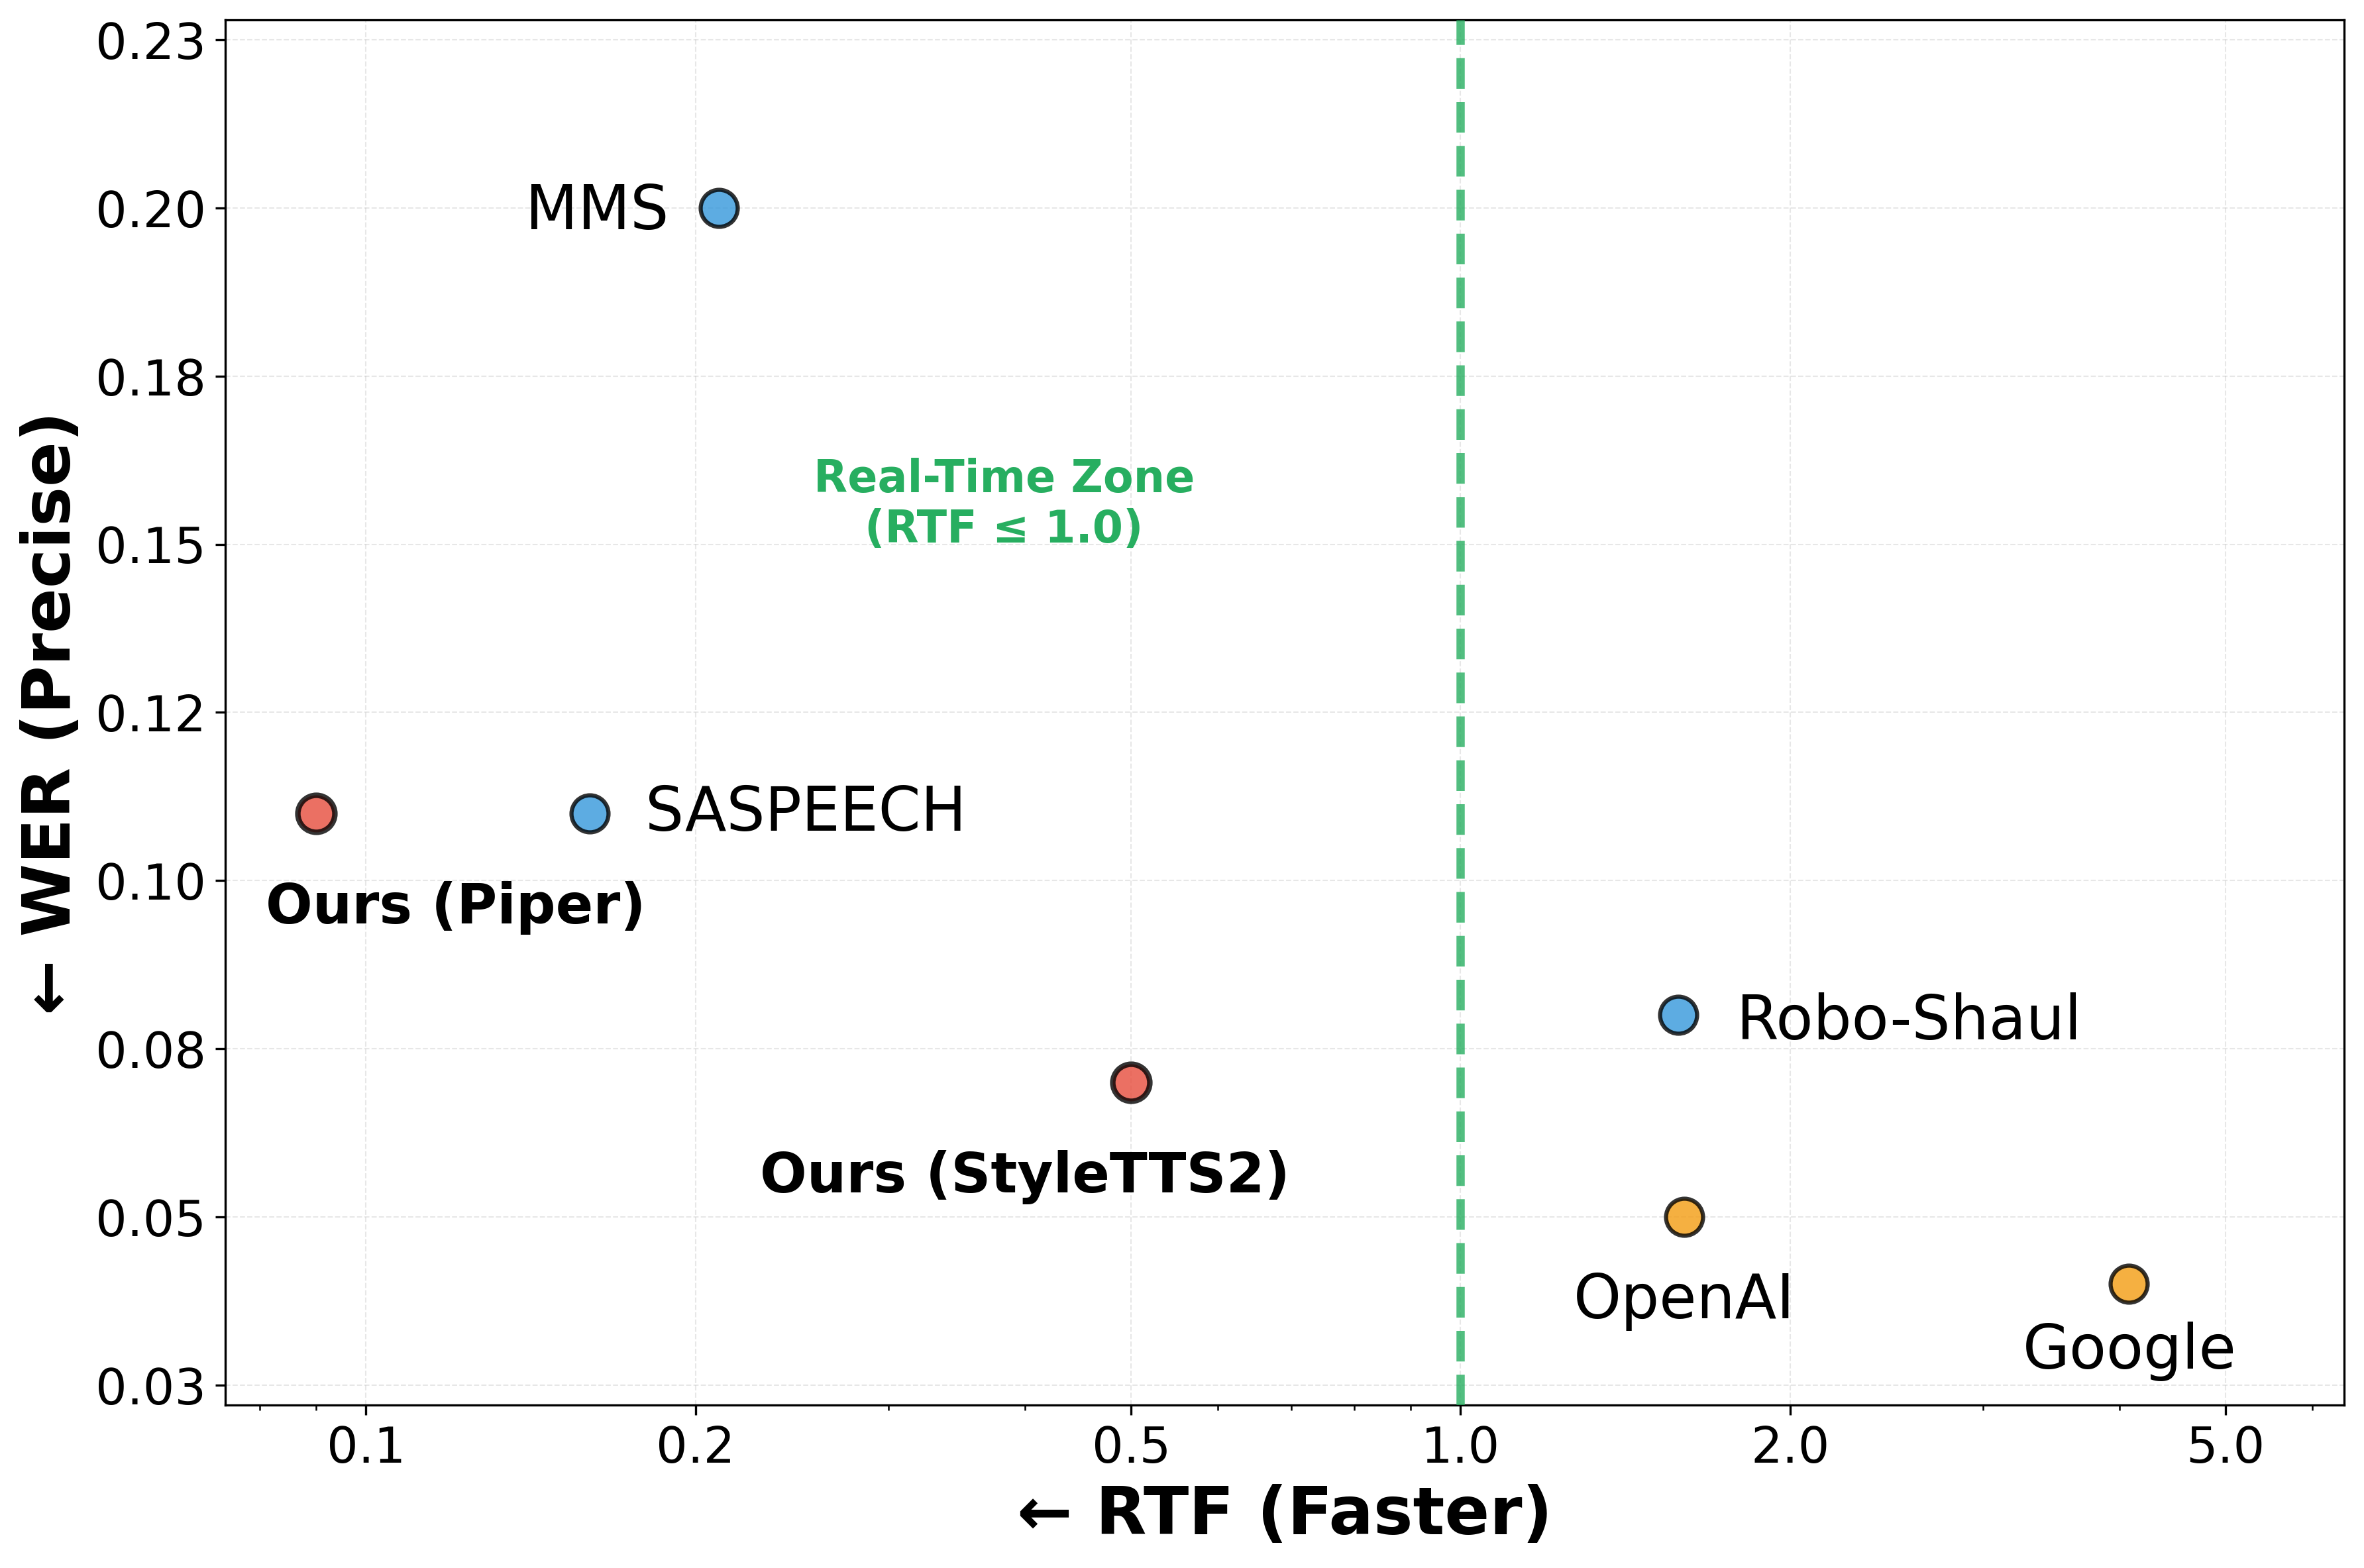 0.23
0.20
0.18
0.15
0.12
0.10
0.08
0.05
0.03
← WER (Precise)
MMS
Real-Time Zone
(RTF ≤ 1.0)
SASPEECH
Ours (Piper)
Robo-Shaul
Ours (StyleTTS2)
OpenAI
Google
0.1
0.2
0.5
1.0
2.0
5.0
← RTF (Faster)